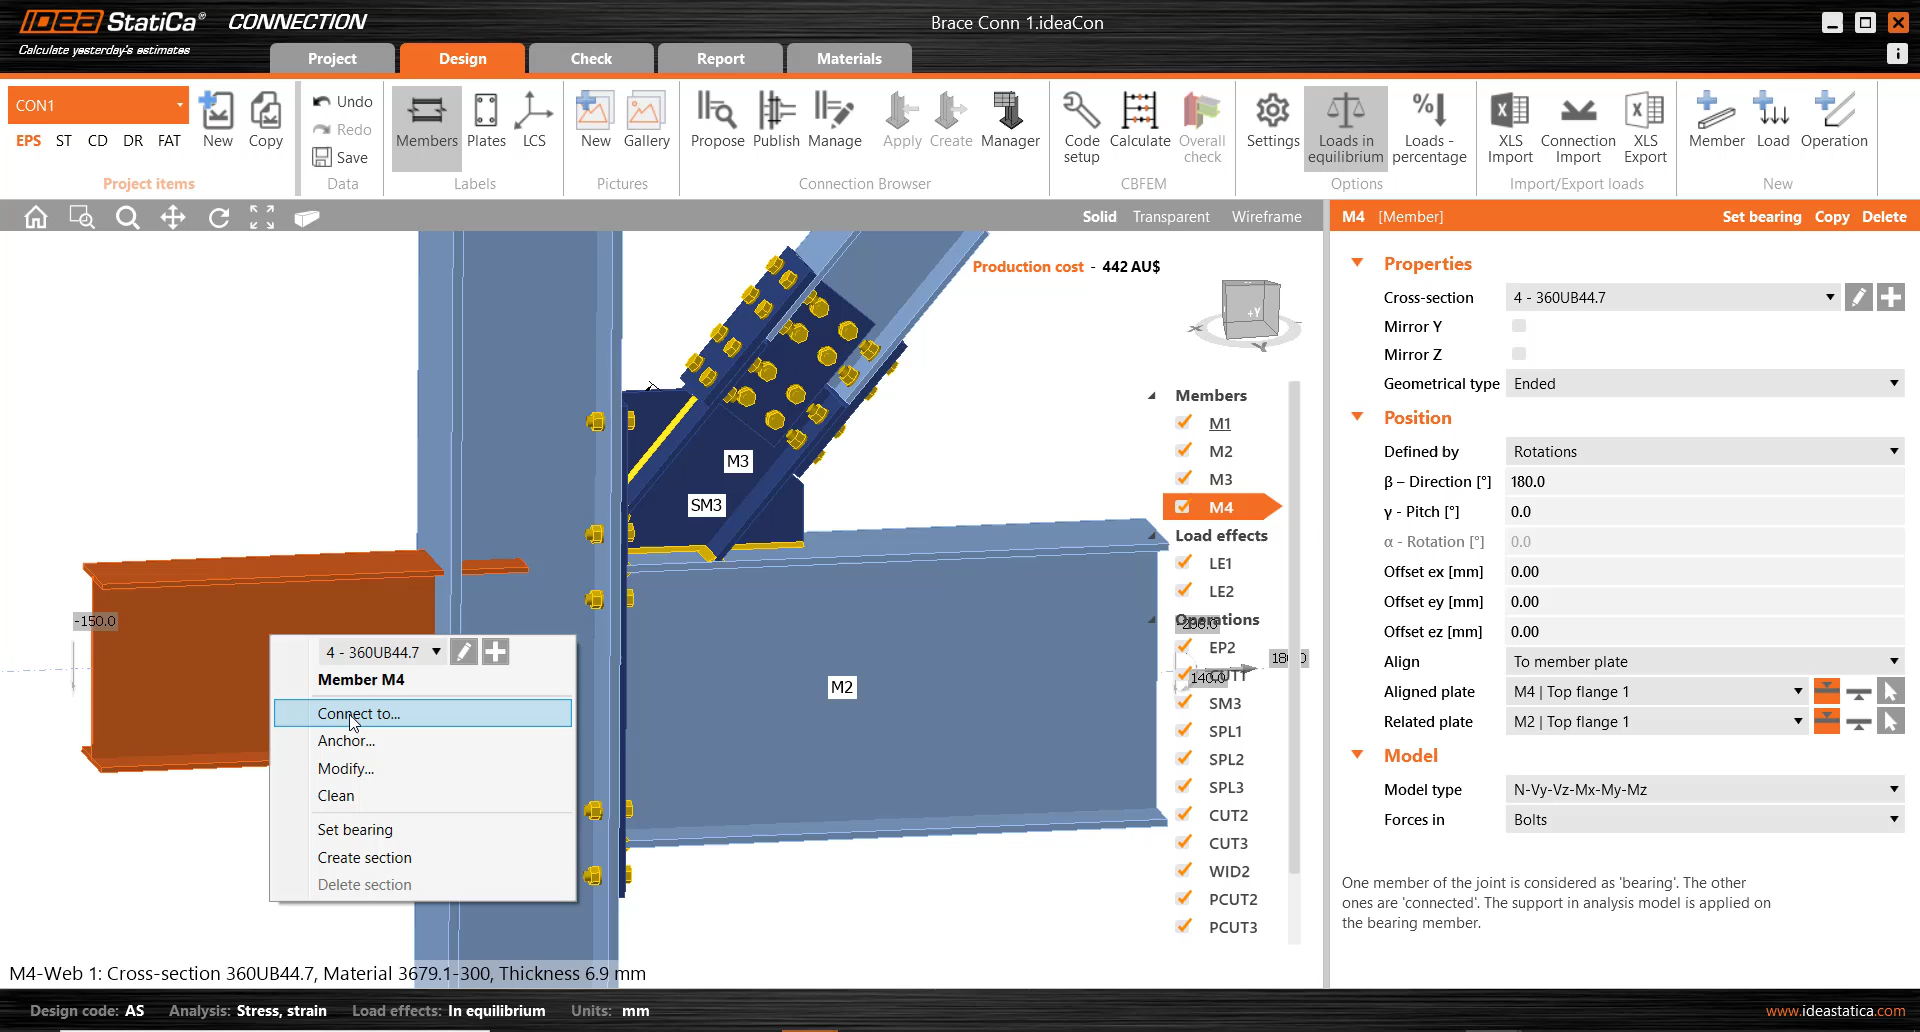 IDEA StatiCa® CONNECTION
Calculate yesterday's estimates
Brace Conn 1.ideaCon
Project
Design
Check
Report
Materials
CON1
EPS ST CD DR FAT
New
Copy
Project items
Undo
Redo
Save
Data
Members
Plates
LCS
Labels
New
Gallery
Pictures
Propose
Publish
Manage
Apply
Create
Manager
Connection Browser
Code setup
Calculate
Overall check
CBFEM
Settings
Loads in equilibrium
Loads - percentage
Options
XLS Import
Connection Import
XLS Export
Import/Export loads
Member
Load
Operation
New
Solid Transparent Wireframe
M4 [Member]
Set bearing Copy Delete
Production cost - 442 AU$
+Y
X
Y
M3
SM3
M2
-150.0
180.0
140.0
Members
M1
M2
M3
M4
Load effects
LE1
LE2
Operations
EP2
CUT1
SM3
SPL1
SPL2
SPL3
CUT2
CUT3
WID2
PCUT2
PCUT3
4 - 360UB44.7
Member M4
Connect to...
Anchor...
Modify...
Clean
Set bearing
Create section
Delete section
Properties
Cross-section 4 - 360UB44.7
Mirror Y
Mirror Z
Geometrical type Ended
Position
Defined by Rotations
β – Direction [°] 180.0
γ - Pitch [°] 0.0
α - Rotation [°] 0.0
Offset ex [mm] 0.00
Offset ey [mm] 0.00
Offset ez [mm] 0.00
Align To member plate
Aligned plate M4 | Top flange 1
Related plate M2 | Top flange 1
Model
Model type N-Vy-Vz-Mx-My-Mz
Forces in Bolts
One member of the joint is considered as 'bearing'. The other
ones are 'connected'. The support in analysis model is applied on
the bearing member.
M4-Web 1: Cross-section 360UB44.7, Material 3679.1-300, Thickness 6.9 mm
Design code: AS Analysis: Stress, strain Load effects: In equilibrium Units: mm
www.ideastatica.com